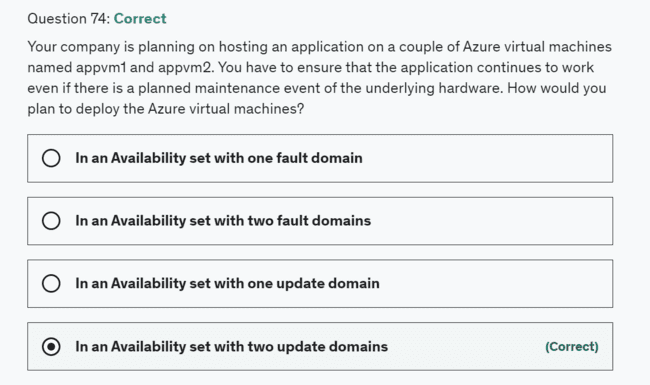 Question 74: Correct
Your company is planning on hosting an application on a couple of Azure virtual machines
named appvm1 and appvm2. You have to ensure that the application continues to work
even if there is a planned maintenance event of the underlying hardware. How would you
plan to deploy the Azure virtual machines?
In an Availability set with one fault domain
In an Availability set with two fault domains
In an Availability set with one update domain
In an Availability set with two update domains (Correct)